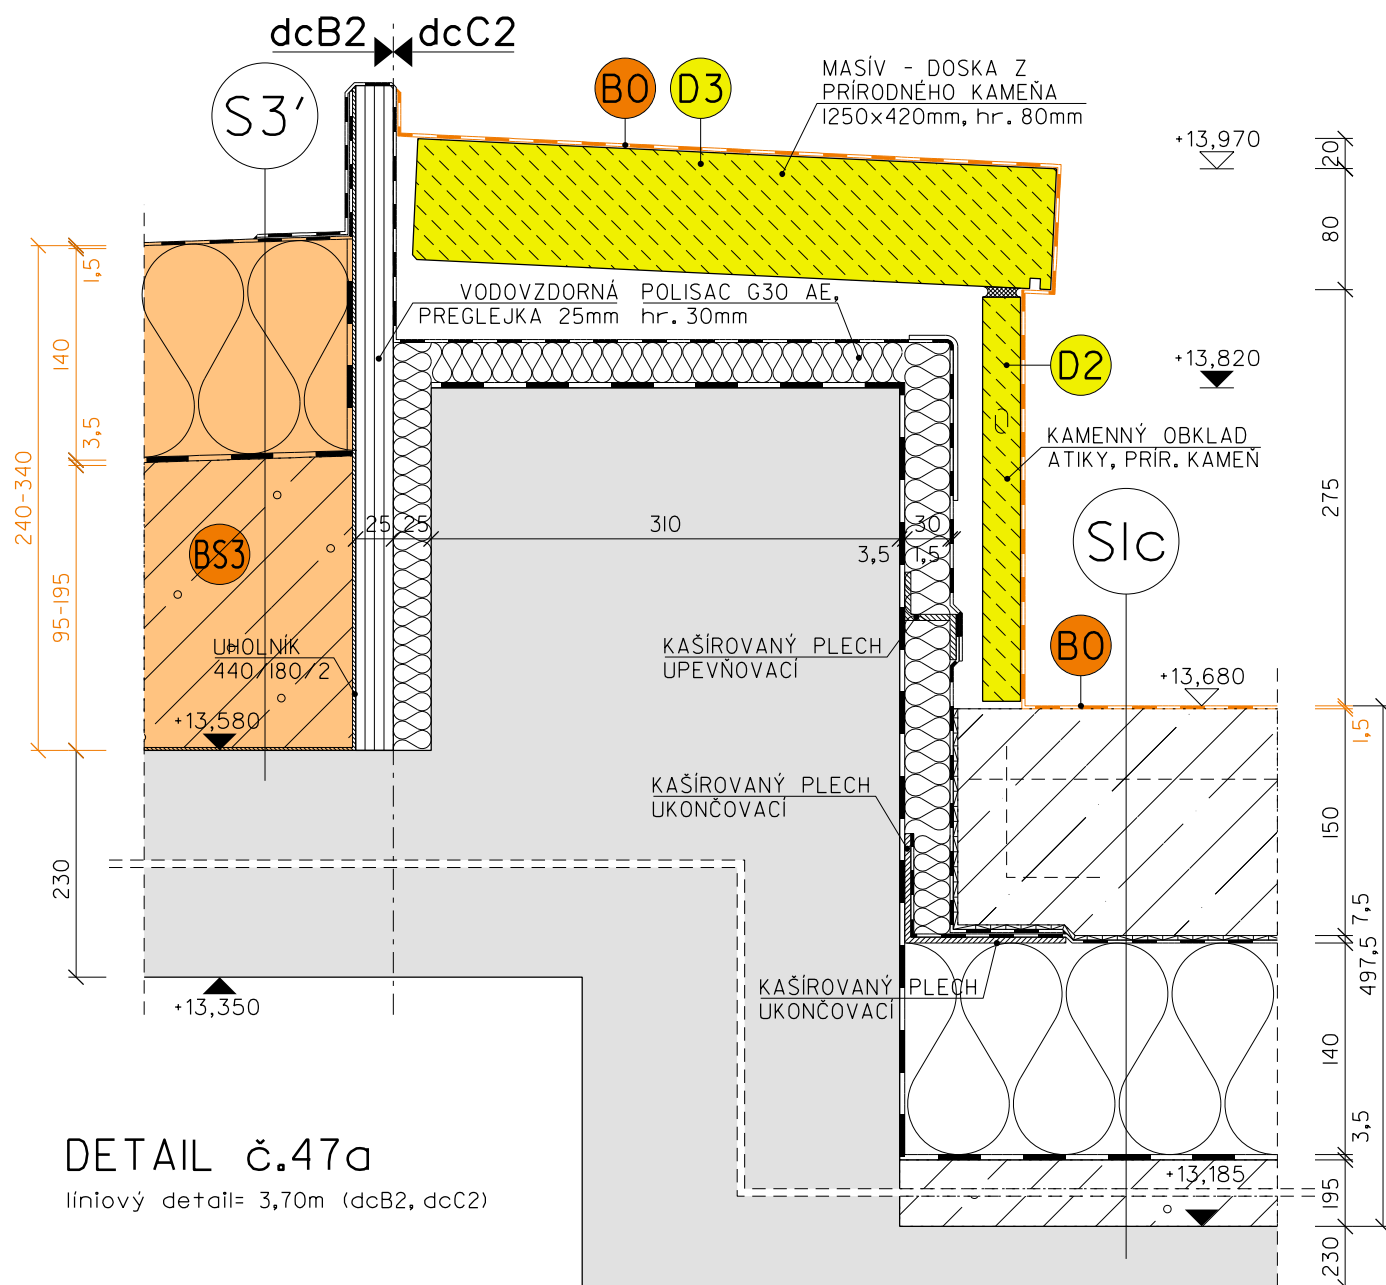 dcB2 dcC2
S3'
B0 D3
MASÍV - DOSKA Z
PRÍRODNÉHO KAMEŇA
1250x420mm, hr. 80mm
+13,970
20
80
1,5
140
3,5
240-340
95-195
VODOVZDORNÁ
PREGLEJKA 25mm
POLISAC G30 AE,
hr. 30mm
D2
+13,820
KAMENNÝ OBKLAD
ATIKY, PRÍR. KAMEŇ
275
25 25 310 30
3,5 1,5
S1c
BS3
UHOLNÍK
440/180/2
KAŠÍROVANÝ PLECH
UPEVŇOVACÍ
B0
+13,680
+13,580
1,5
KAŠÍROVANÝ PLECH
UKONČOVACÍ
150
230
7,5
497,5
+13,350
KAŠÍROVANÝ PLECH
UKONČOVACÍ
140
3,5
DETAIL č.47a
líniový detail= 3,70m (dcB2, dcC2)
+13,185
195
230